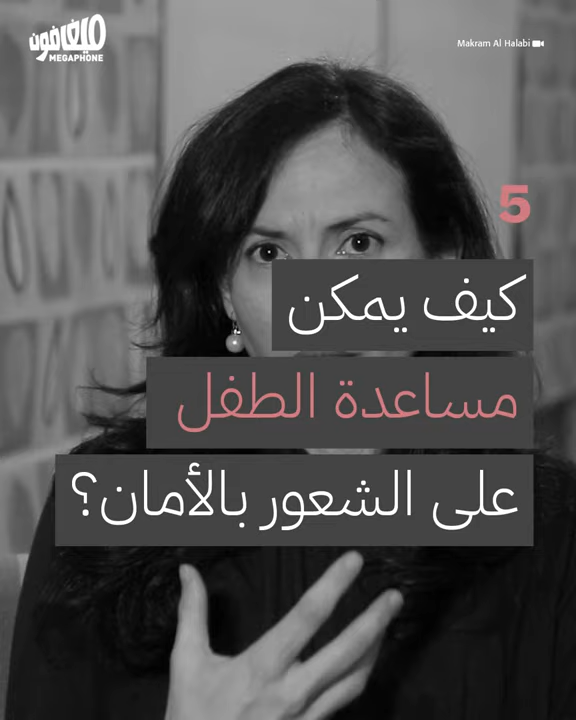 ميغافون
MEGAPHONE
Makram Al Halabi
5
كيف يمكن
مساعدة الطفل
على الشعور بالأمان؟